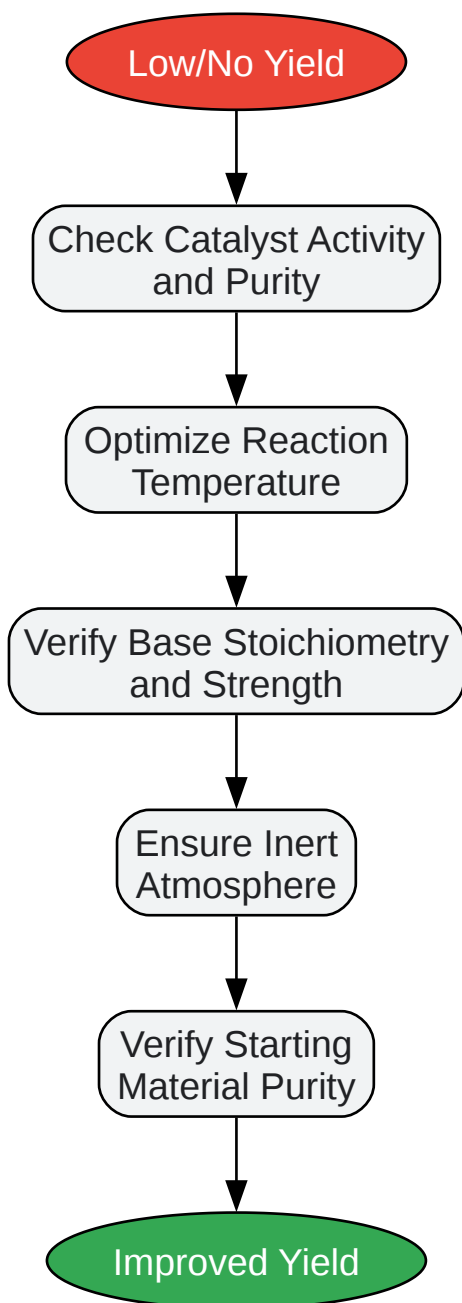 Low/No Yield
Check Catalyst Activity
and Purity
Optimize Reaction
Temperature
Verify Base Stoichiometry
and Strength
Ensure Inert
Atmosphere
Verify Starting
Material Purity
Improved Yield